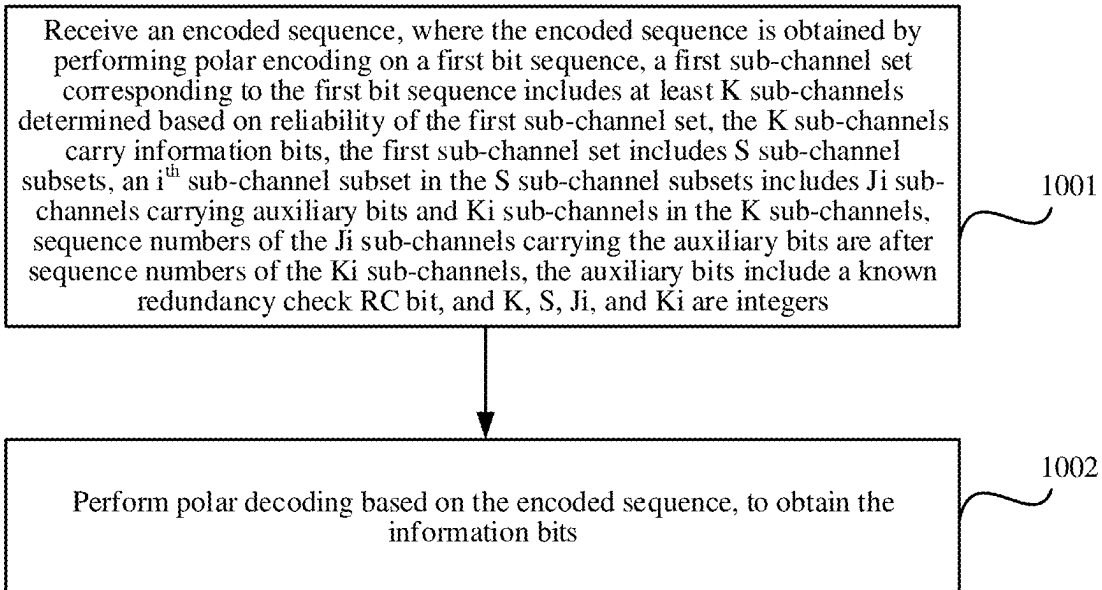 Receive an encoded sequence, where the encoded sequence is obtained by
performing polar encoding on a first bit sequence, a first sub-channel set
corresponding to the first bit sequence includes at least K sub-channels
determined based on reliability of the first sub-channel set, the K sub-channels
carry information bits, the first sub-channel set includes S sub-channel
subsets, an iᵗʰ sub-channel subset in the S sub-channel subsets includes Ji sub-
channels carrying auxiliary bits and Ki sub-channels in the K sub-channels,
sequence numbers of the Ji sub-channels carrying the auxiliary bits are after
sequence numbers of the Ki sub-channels, the auxiliary bits include a known
redundancy check RC bit, and K, S, Ji, and Ki are integers
1001
Perform polar decoding based on the encoded sequence, to obtain the
information bits
1002